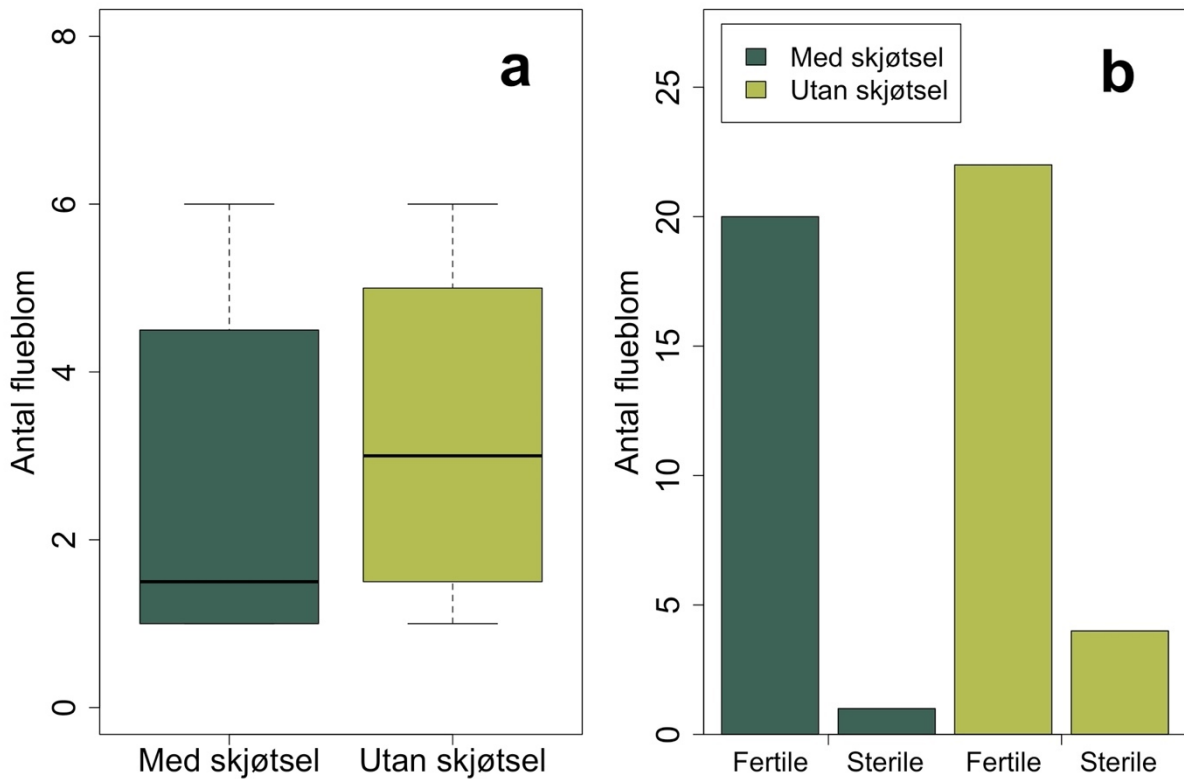 a
8
6
4
2
0
Antal flueblom
Med skjøtsel
Utan skjøtsel
b
Med skjøtsel
Utan skjøtsel
25
20
15
10
5
0
Antal flueblom
Fertile
Sterile
Fertile
Sterile